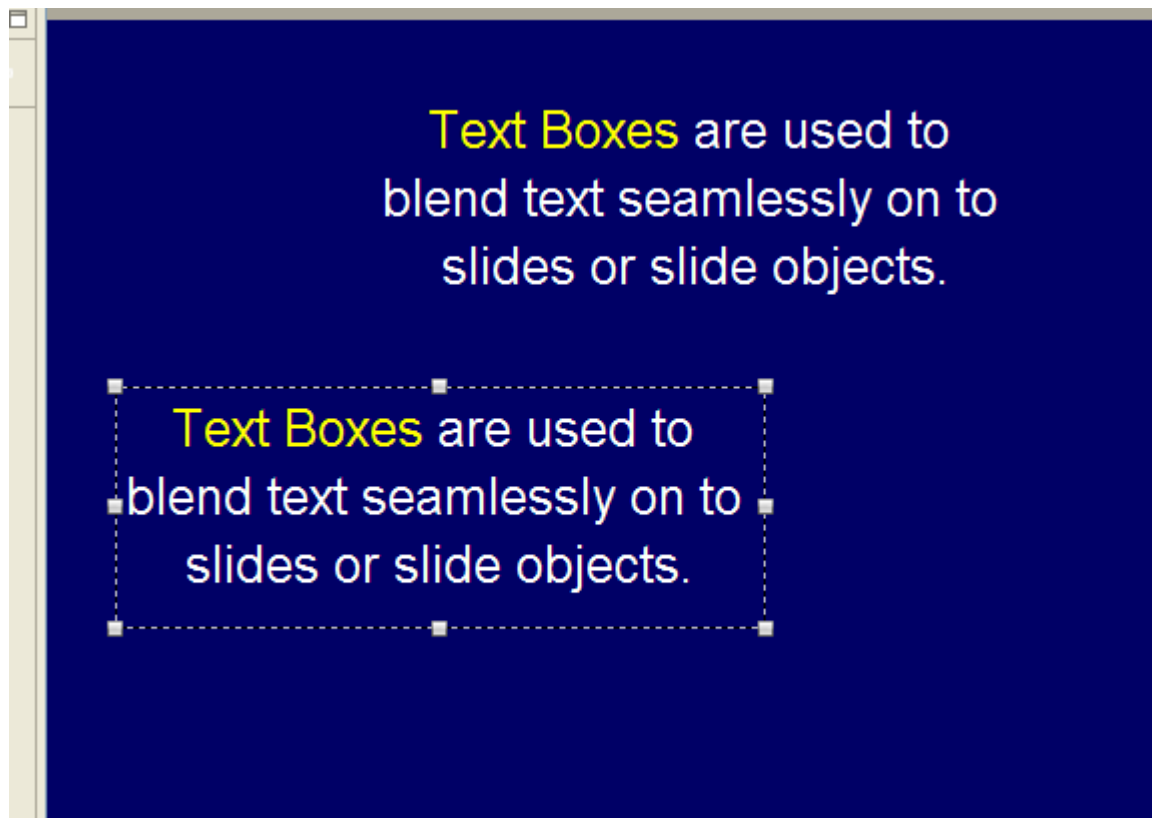 Text Boxes are used to
blend text seamlessly on to
slides or slide objects.
Text Boxes are used to
blend text seamlessly on to
slides or slide objects.